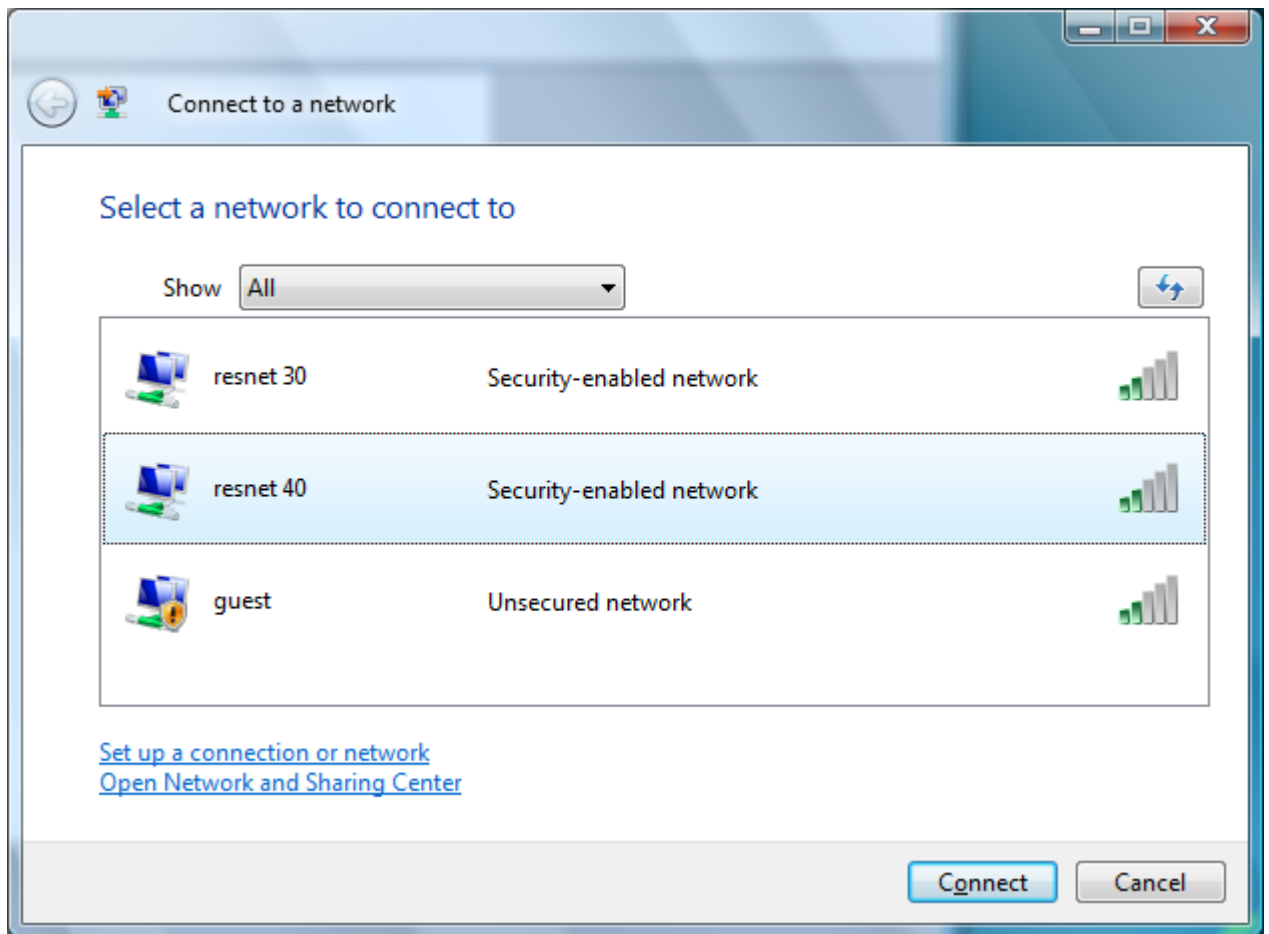 Connect to a network
Select a network to connect to
Show All
resnet 30 Security-enabled network
resnet 40 Security-enabled network
guest Unsecured network
Set up a connection or network
Open Network and Sharing Center
Connect Cancel